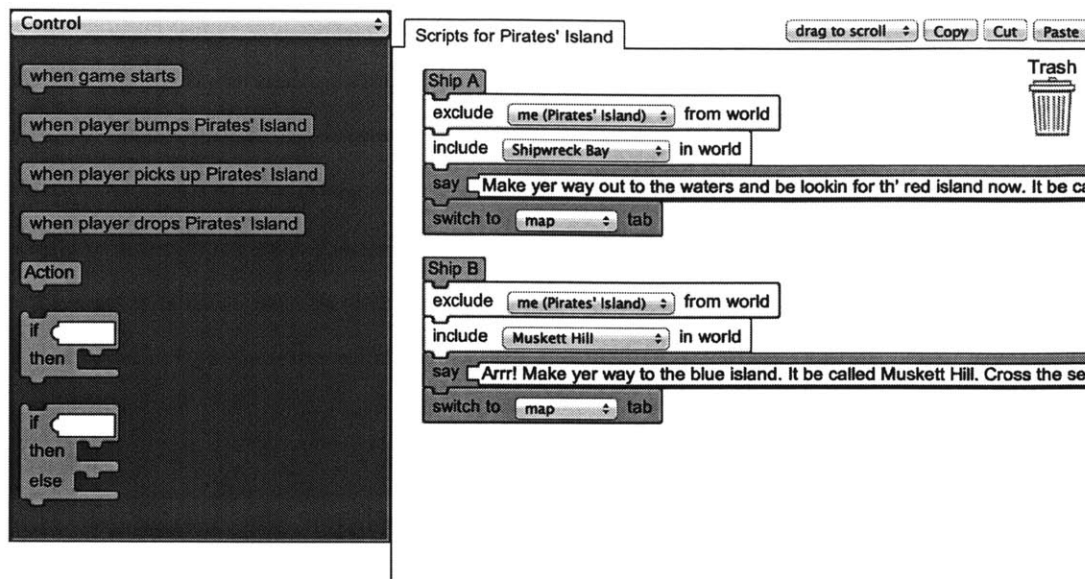 Control
when game starts
when player bumps Pirates' Island
when player picks up Pirates' Island
when player drops Pirates' Island
Action
if
then
if
then
else
Scripts for Pirates' Island
drag to scroll Copy Cut Paste
Trash
Ship A
exclude me (Pirates' Island) from world
include Shipwreck Bay in world
say Make yer way out to the waters and be lookin for th' red island now. It be ca
switch to map tab
Ship B
exclude me (Pirates' Island) from world
include Muskett Hill in world
say Arrr! Make yer way to the blue island. It be called Muskett Hill. Cross the se
switch to map tab